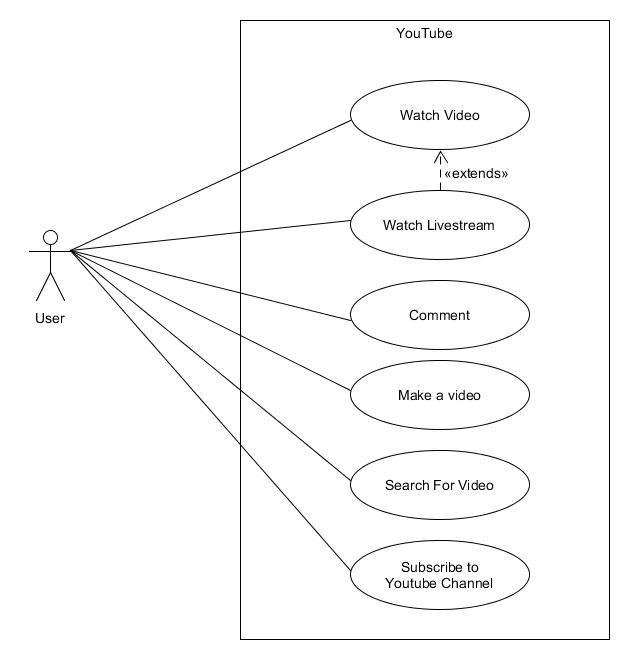 YouTube
Watch Video
«extends»
Watch Livestream
User
Comment
Make a video
Search For Video
Subscribe to
Youtube Channel